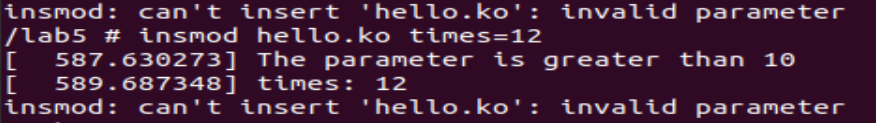 insmod: can't insert 'hello.ko': invalid parameter
/lab5 # insmod hello.ko times=12
[  587.630273] The parameter is greater than 10
[  589.687348] times: 12
insmod: can't insert 'hello.ko': invalid parameter